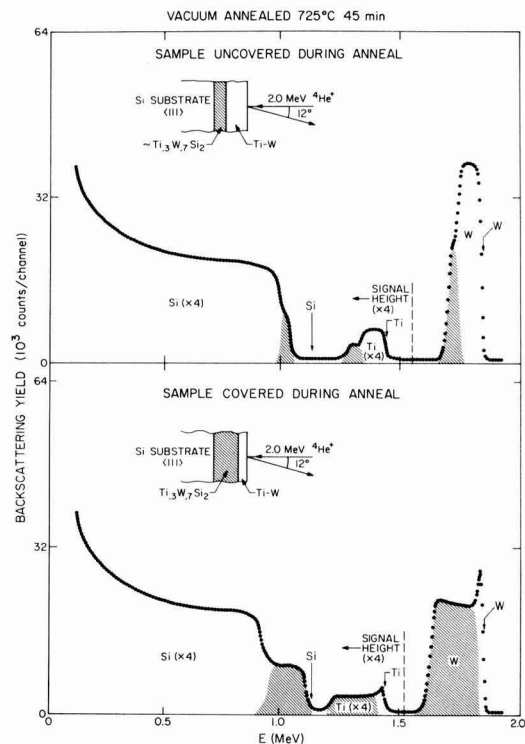 VACUUM ANNEALED 725°C 45 min
64
SAMPLE UNCOVERED DURING ANNEAL
Si SUBSTRATE
⟨111⟩
2.0 MeV ⁴He⁺
12°
~Ti.3W.7Si2
Ti-W
32
W
W
SIGNAL
HEIGHT
(×4)
Si (×4)
Si
Ti
Ti
(×4)
0
BACKSCATTERING YIELD (10³ counts/channel)
64
SAMPLE COVERED DURING ANNEAL
Si SUBSTRATE
⟨111⟩
2.0 MeV ⁴He⁺
12°
Ti.3W.7Si2
Ti-W
32
SIGNAL
HEIGHT
(×4)
W
Si (×4)
Si
Ti
W
Ti (×4)
0
0 0.5 1.0 1.5 2.0
E (MeV)